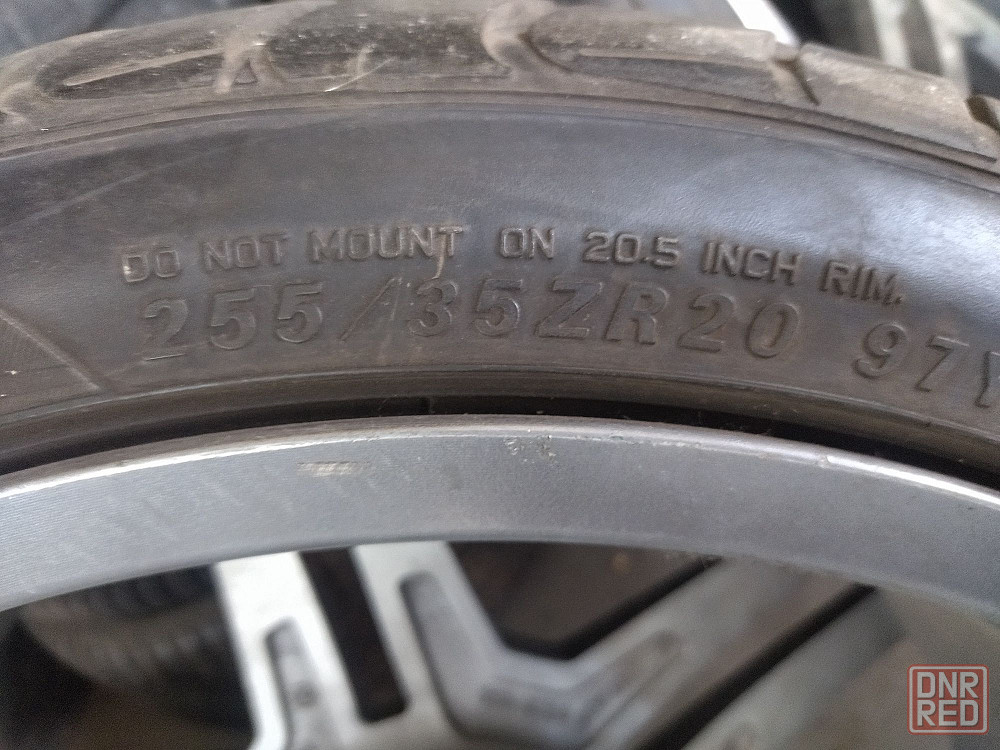 DO NOT MOUNT ON 20.5 INCH RIM.
255/35ZR20 97Y
DNR
RED